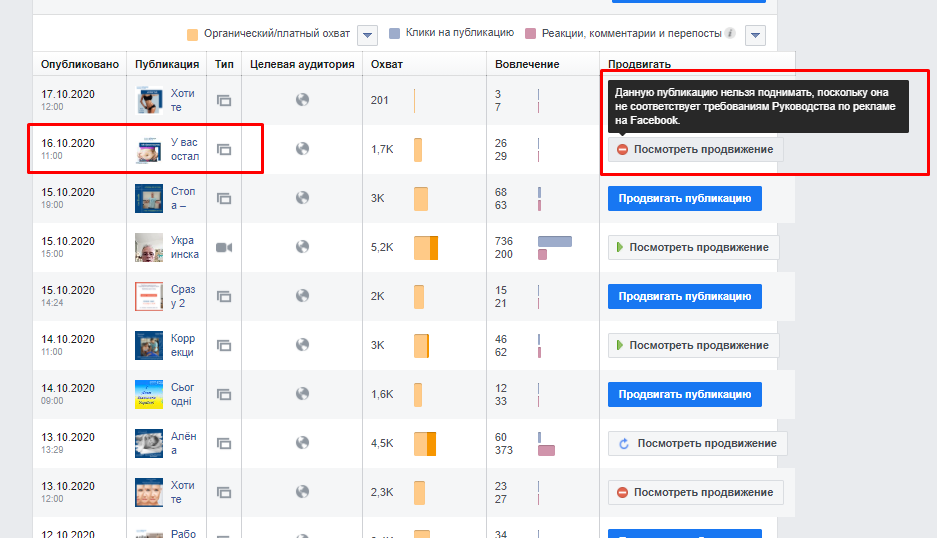 Органический/платный охват Клики на публикацию Реакции, комментарии и перепосты i
Опубликовано Публикация Тип Целевая аудитория Охват Вовлечение Продвигать
17.10.2020
12:00
Хоти
те
201
3
7
Данную публикацию нельзя поднимать, поскольку она
не соответствует требованиям Руководства по рекламе
на Facebook.
16.10.2020
11:00
У вас
остал
1,7K
26
29
Посмотреть продвижение
15.10.2020
19:00
Стоп
а –
3K
68
63
Продвигать публикацию
15.10.2020
15:00
Укра
инска
5,2K
736
200
Посмотреть продвижение
15.10.2020
14:24
Сраз
у 2
2K
15
21
Продвигать публикацию
14.10.2020
11:00
Корр
екци
3K
46
62
Посмотреть продвижение
14.10.2020
09:00
Сьог
одні
1,6K
12
33
Продвигать публикацию
13.10.2020
13:29
Алён
а
4,5K
60
373
Посмотреть продвижение
13.10.2020
12:00
Хоти
те
2,3K
23
27
Посмотреть продвижение
12.10.2020
Рабо
34